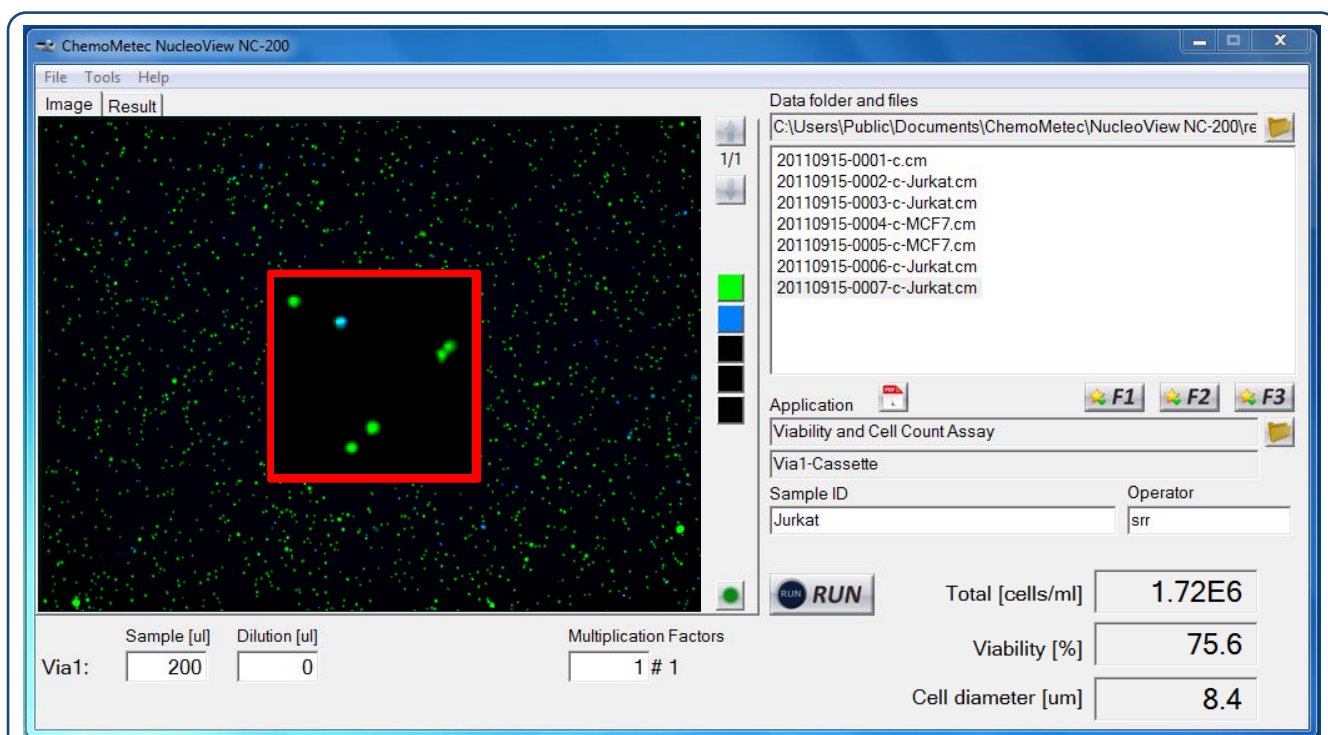 ChemoMetec NucleoView NC-200
File Tools Help
Image Result
1/1
Data folder and files
C:\Users\Public\Documents\ChemoMetec\NucleoView NC-200\re
20110915-0001-c.cm
20110915-0002-c-Jurkat.cm
20110915-0003-c-Jurkat.cm
20110915-0004-c-MCF7.cm
20110915-0005-c-MCF7.cm
20110915-0006-c-Jurkat.cm
20110915-0007-c-Jurkat.cm
Application PDF F1 F2 F3
Viability and Cell Count Assay
Via1-Cassette
Sample ID Operator
Jurkat srr
RUN RUN
Total [cells/ml] 1.72E6
Viability [%] 75.6
Cell diameter [um] 8.4
Sample [ul] Dilution [ul] Multiplication Factors
Via1: 200 0 1 # 1